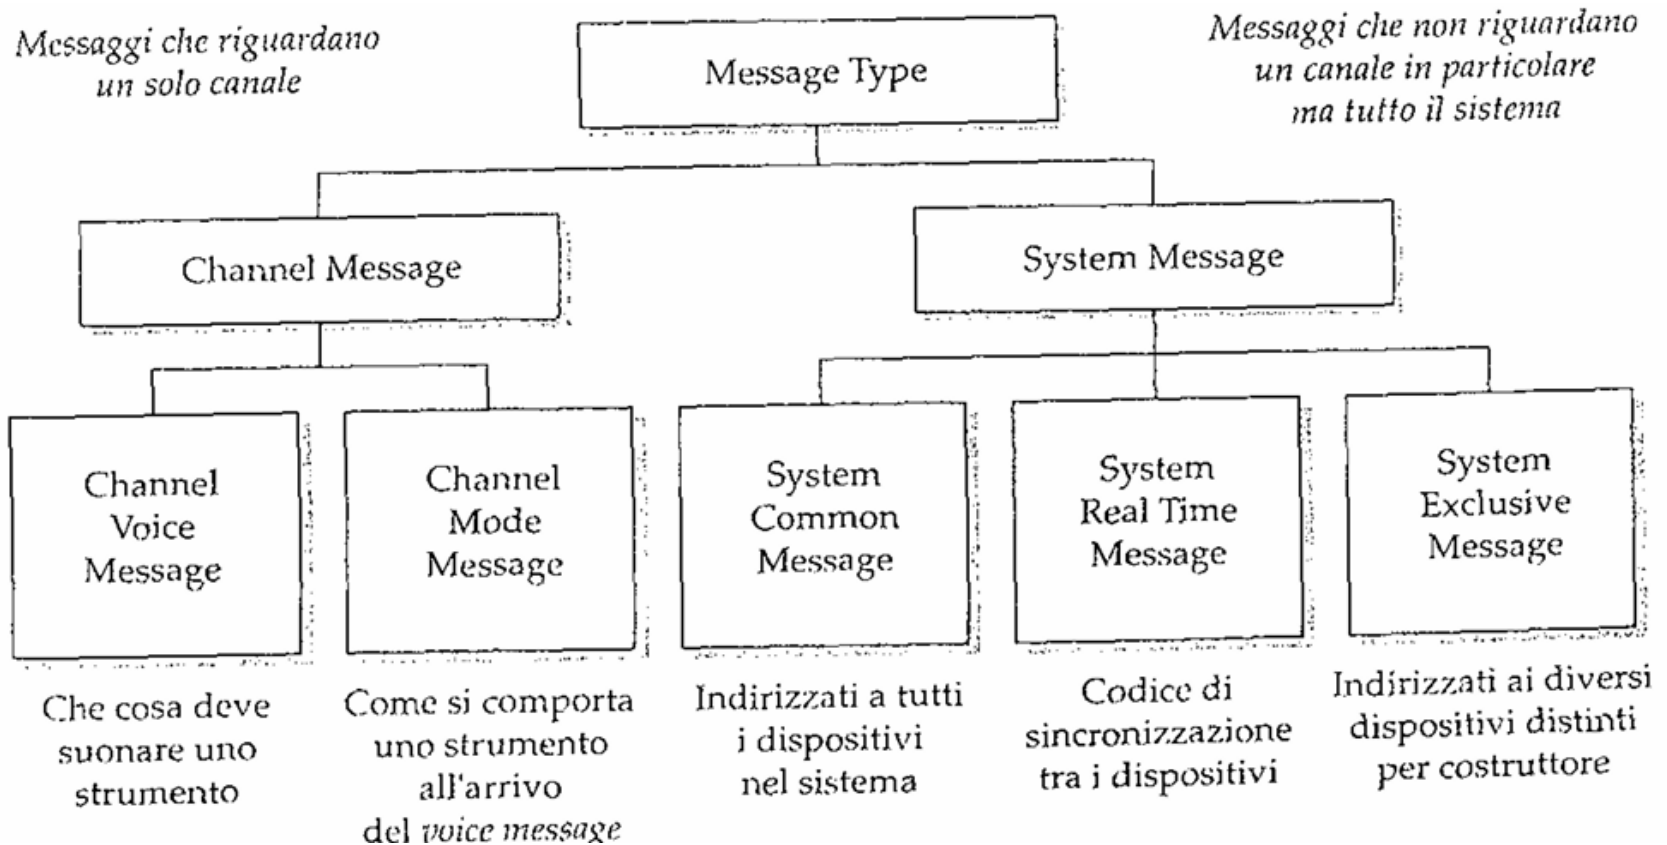 Messaggi che riguardano
un solo canale
Message Type
Messaggi che non riguardano
un canale in particolare
ma tutto il sistema
Channel Message
System Message
Channel
Voice
Message
Channel
Mode
Message
System
Common
Message
System
Real Time
Message
System
Exclusive
Message
Che cosa deve
suonare uno
strumento
Come si comporta
uno strumento
all'arrivo
del voice message
Indirizzati a tutti
i dispositivi
nel sistema
Codice di
sincronizzazione
tra i dispositivi
Indirizzati ai diversi
dispositivi distinti
per costruttore